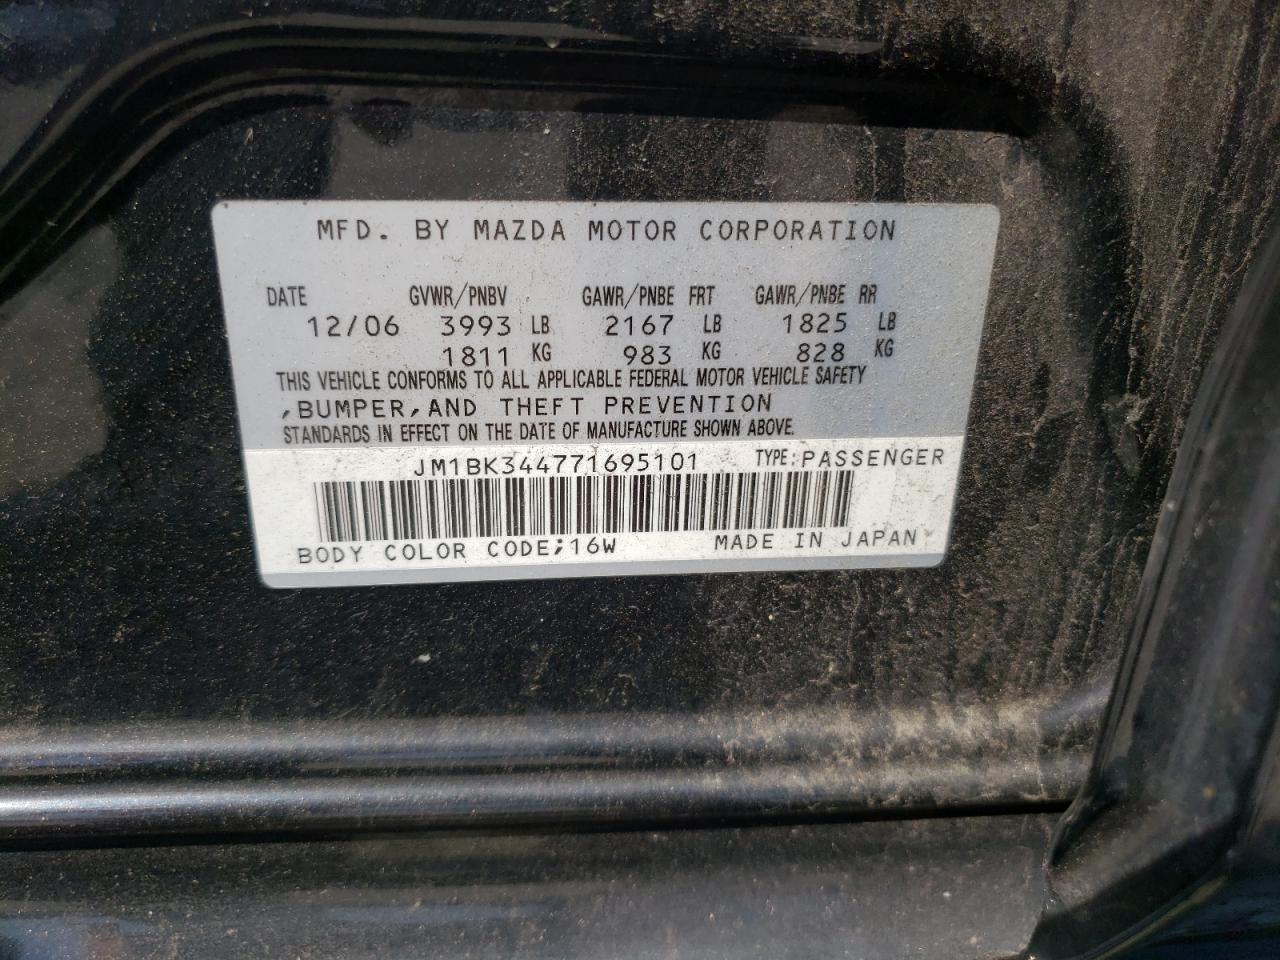 MFD. BY MAZDA MOTOR CORPORATION
DATE GVWR/PNBV GAWR/PNBE FRT GAWR/PNBE RR
12/06 3993 LB 2167 LB 1825 LB
1811 KG 983 KG 828 KG
THIS VEHICLE CONFORMS TO ALL APPLICABLE FEDERAL MOTOR VEHICLE SAFETY
,BUMPER,AND THEFT PREVENTION
STANDARDS IN EFFECT ON THE DATE OF MANUFACTURE SHOWN ABOVE.
JM1BK344771695101 TYPE:PASSENGER
BODY COLOR CODE;16W MADE IN JAPAN